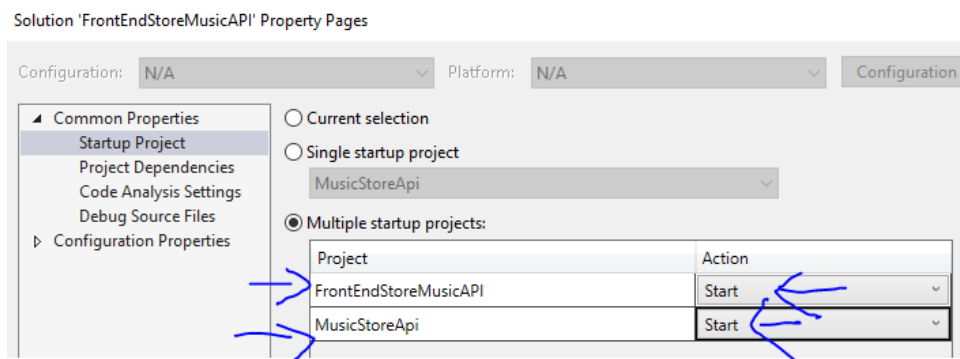 Solution 'FrontEndStoreMusicAPI' Property Pages
Configuration: N/A Platform: N/A Configuration
Common Properties
Startup Project
Project Dependencies
Code Analysis Settings
Debug Source Files
Configuration Properties
Current selection
Single startup project
MusicStoreApi
Multiple startup projects:
Project Action
FrontEndStoreMusicAPI Start
MusicStoreApi Start